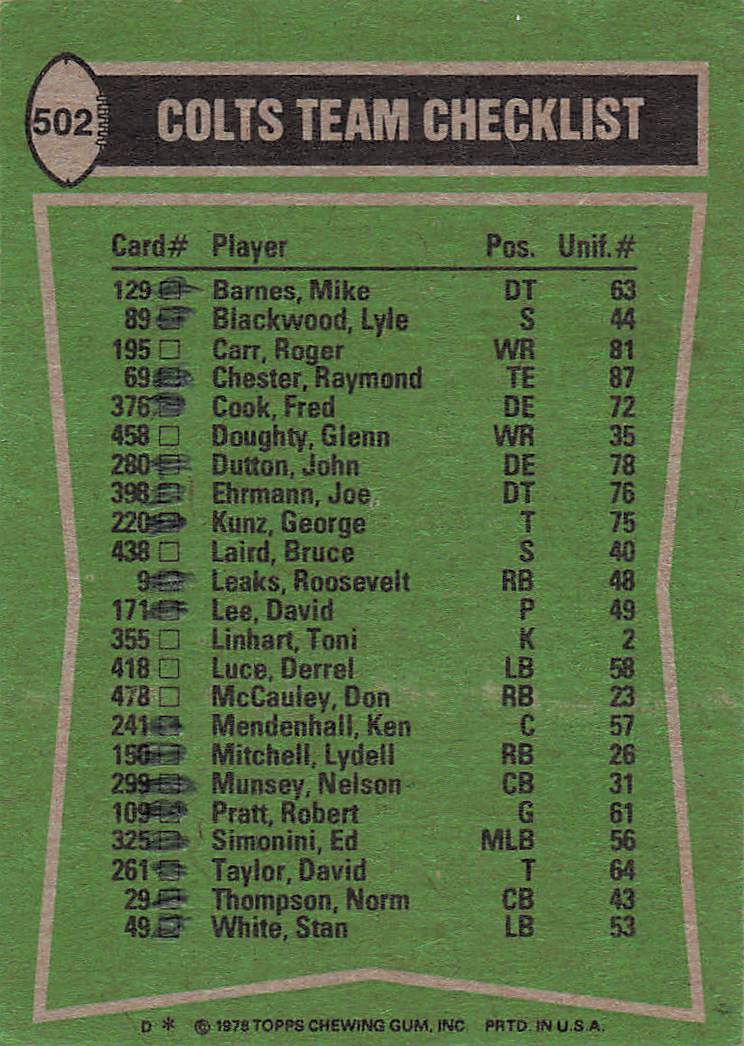 502 COLTS TEAM CHECKLIST
Card# Player Pos. Unif.#
129 Barnes, Mike DT 63
89 Blackwood, Lyle S 44
195 □ Carr, Roger WR 81
69 Chester, Raymond TE 87
376 Cook, Fred DE 72
458 □ Doughty, Glenn WR 35
280 Dutton, John DE 78
398 Ehrmann, Joe DT 76
220 Kunz, George T 75
438 □ Laird, Bruce S 40
9 Leaks, Roosevelt RB 48
171 Lee, David P 49
355 □ Linhart, Toni K 2
418 □ Luce, Derrel LB 58
478 □ McCauley, Don RB 23
241 Mendenhall, Ken C 57
150 Mitchell, Lydell RB 26
299 Munsey, Nelson CB 31
109 Pratt, Robert G 61
325 Simonini, Ed MLB 56
261 Taylor, David T 64
29 Thompson, Norm CB 43
49 White, Stan LB 53
D * © 1978 TOPPS CHEWING GUM, INC PRTD. IN U.S.A.